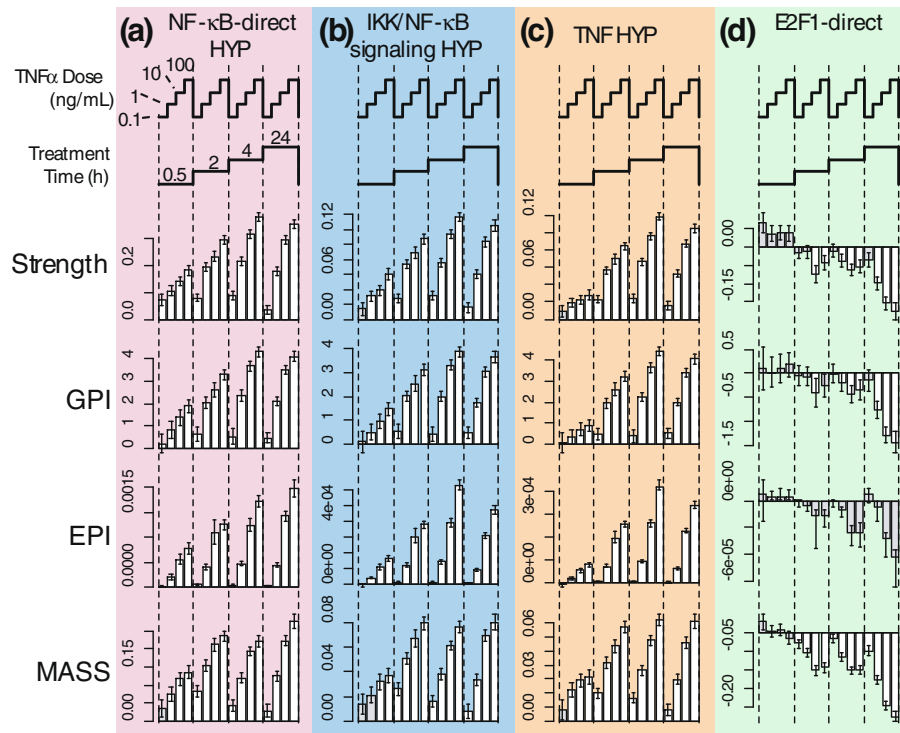 (a) NF-κB-direct HYP
(b) IKK/NF-κB signaling HYP
(c) TNF HYP
(d) E2F1-direct
TNFα Dose (ng/mL)
0.1 1 10 100
Treatment Time (h)
0.5 2 4 24
Strength
0.0 0.2
0.00 0.06 0.12
0.00 0.06 0.12
0.00 -0.15 -0.30
GPI
0 1 2 3 4
0 1 2 3 4
0 1 2 3 4
0.5 -0.5 -1.5
EPI
0.0000 0.0015
0e+00 4e-04
0e+00 3e-04
0e+00 -6e-05
MASS
0.00 0.15
0.00 0.04 0.08
0.00 0.03 0.06
-0.05 -0.20